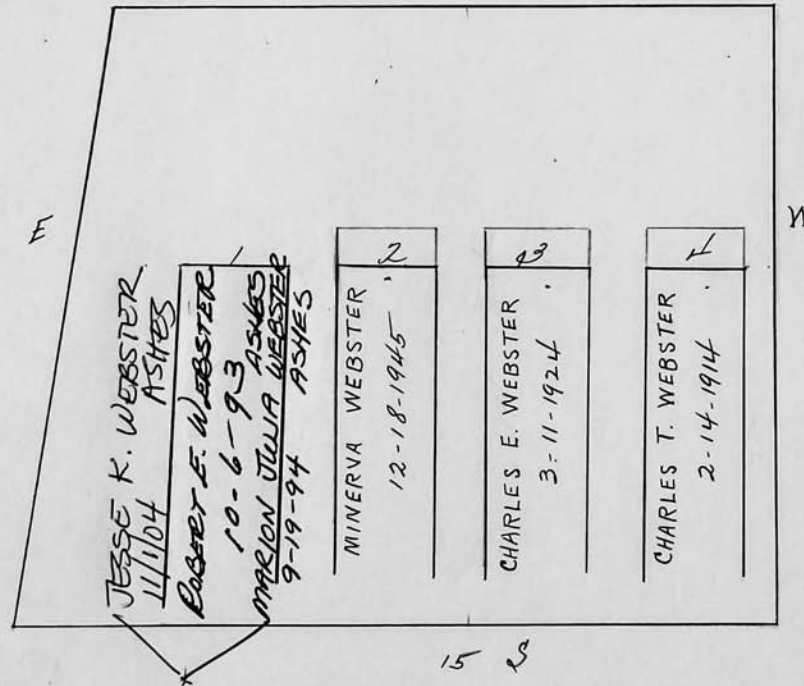 E
W
JESSE K. WEBSTER
ASHES
11/1/04
1
ROBERT E. WEBSTER
10-6-93 ASHES
MARION JULIA WEBSTER
9-19-94 ASHES
2
MINERVA WEBSTER
12-18-1945
3
CHARLES E. WEBSTER
3-11-1924
4
CHARLES T. WEBSTER
2-14-1914
15 S